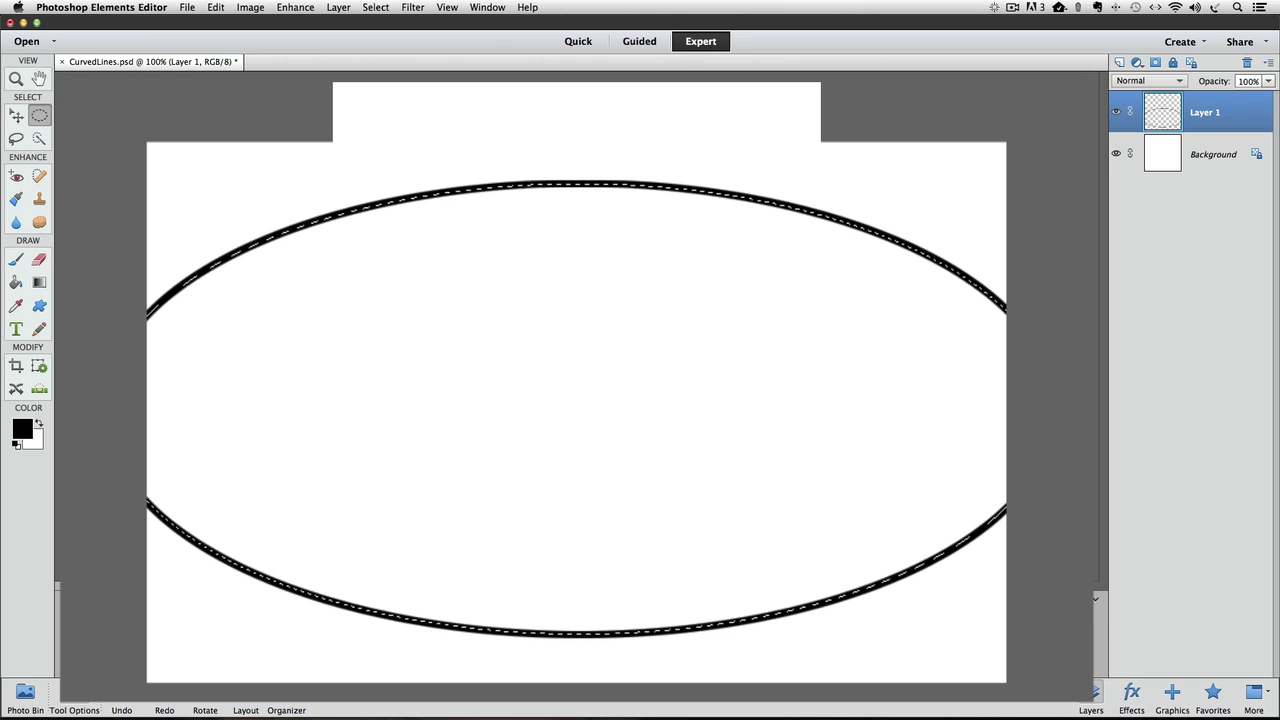 Photoshop Elements Editor File Edit Image Enhance Layer Select Filter View Window Help 3
Open Quick Guided Expert Create Share
VIEW × CurvedLines.psd @ 100% (Layer 1, RGB/8) *
Normal Opacity: 100%
SELECT
Layer 1
Background
ENHANCE
DRAW
T
MODIFY
COLOR
fx
Photo Bin Tool Options Undo Redo Rotate Layout Organizer Layers Effects Graphics Favorites More